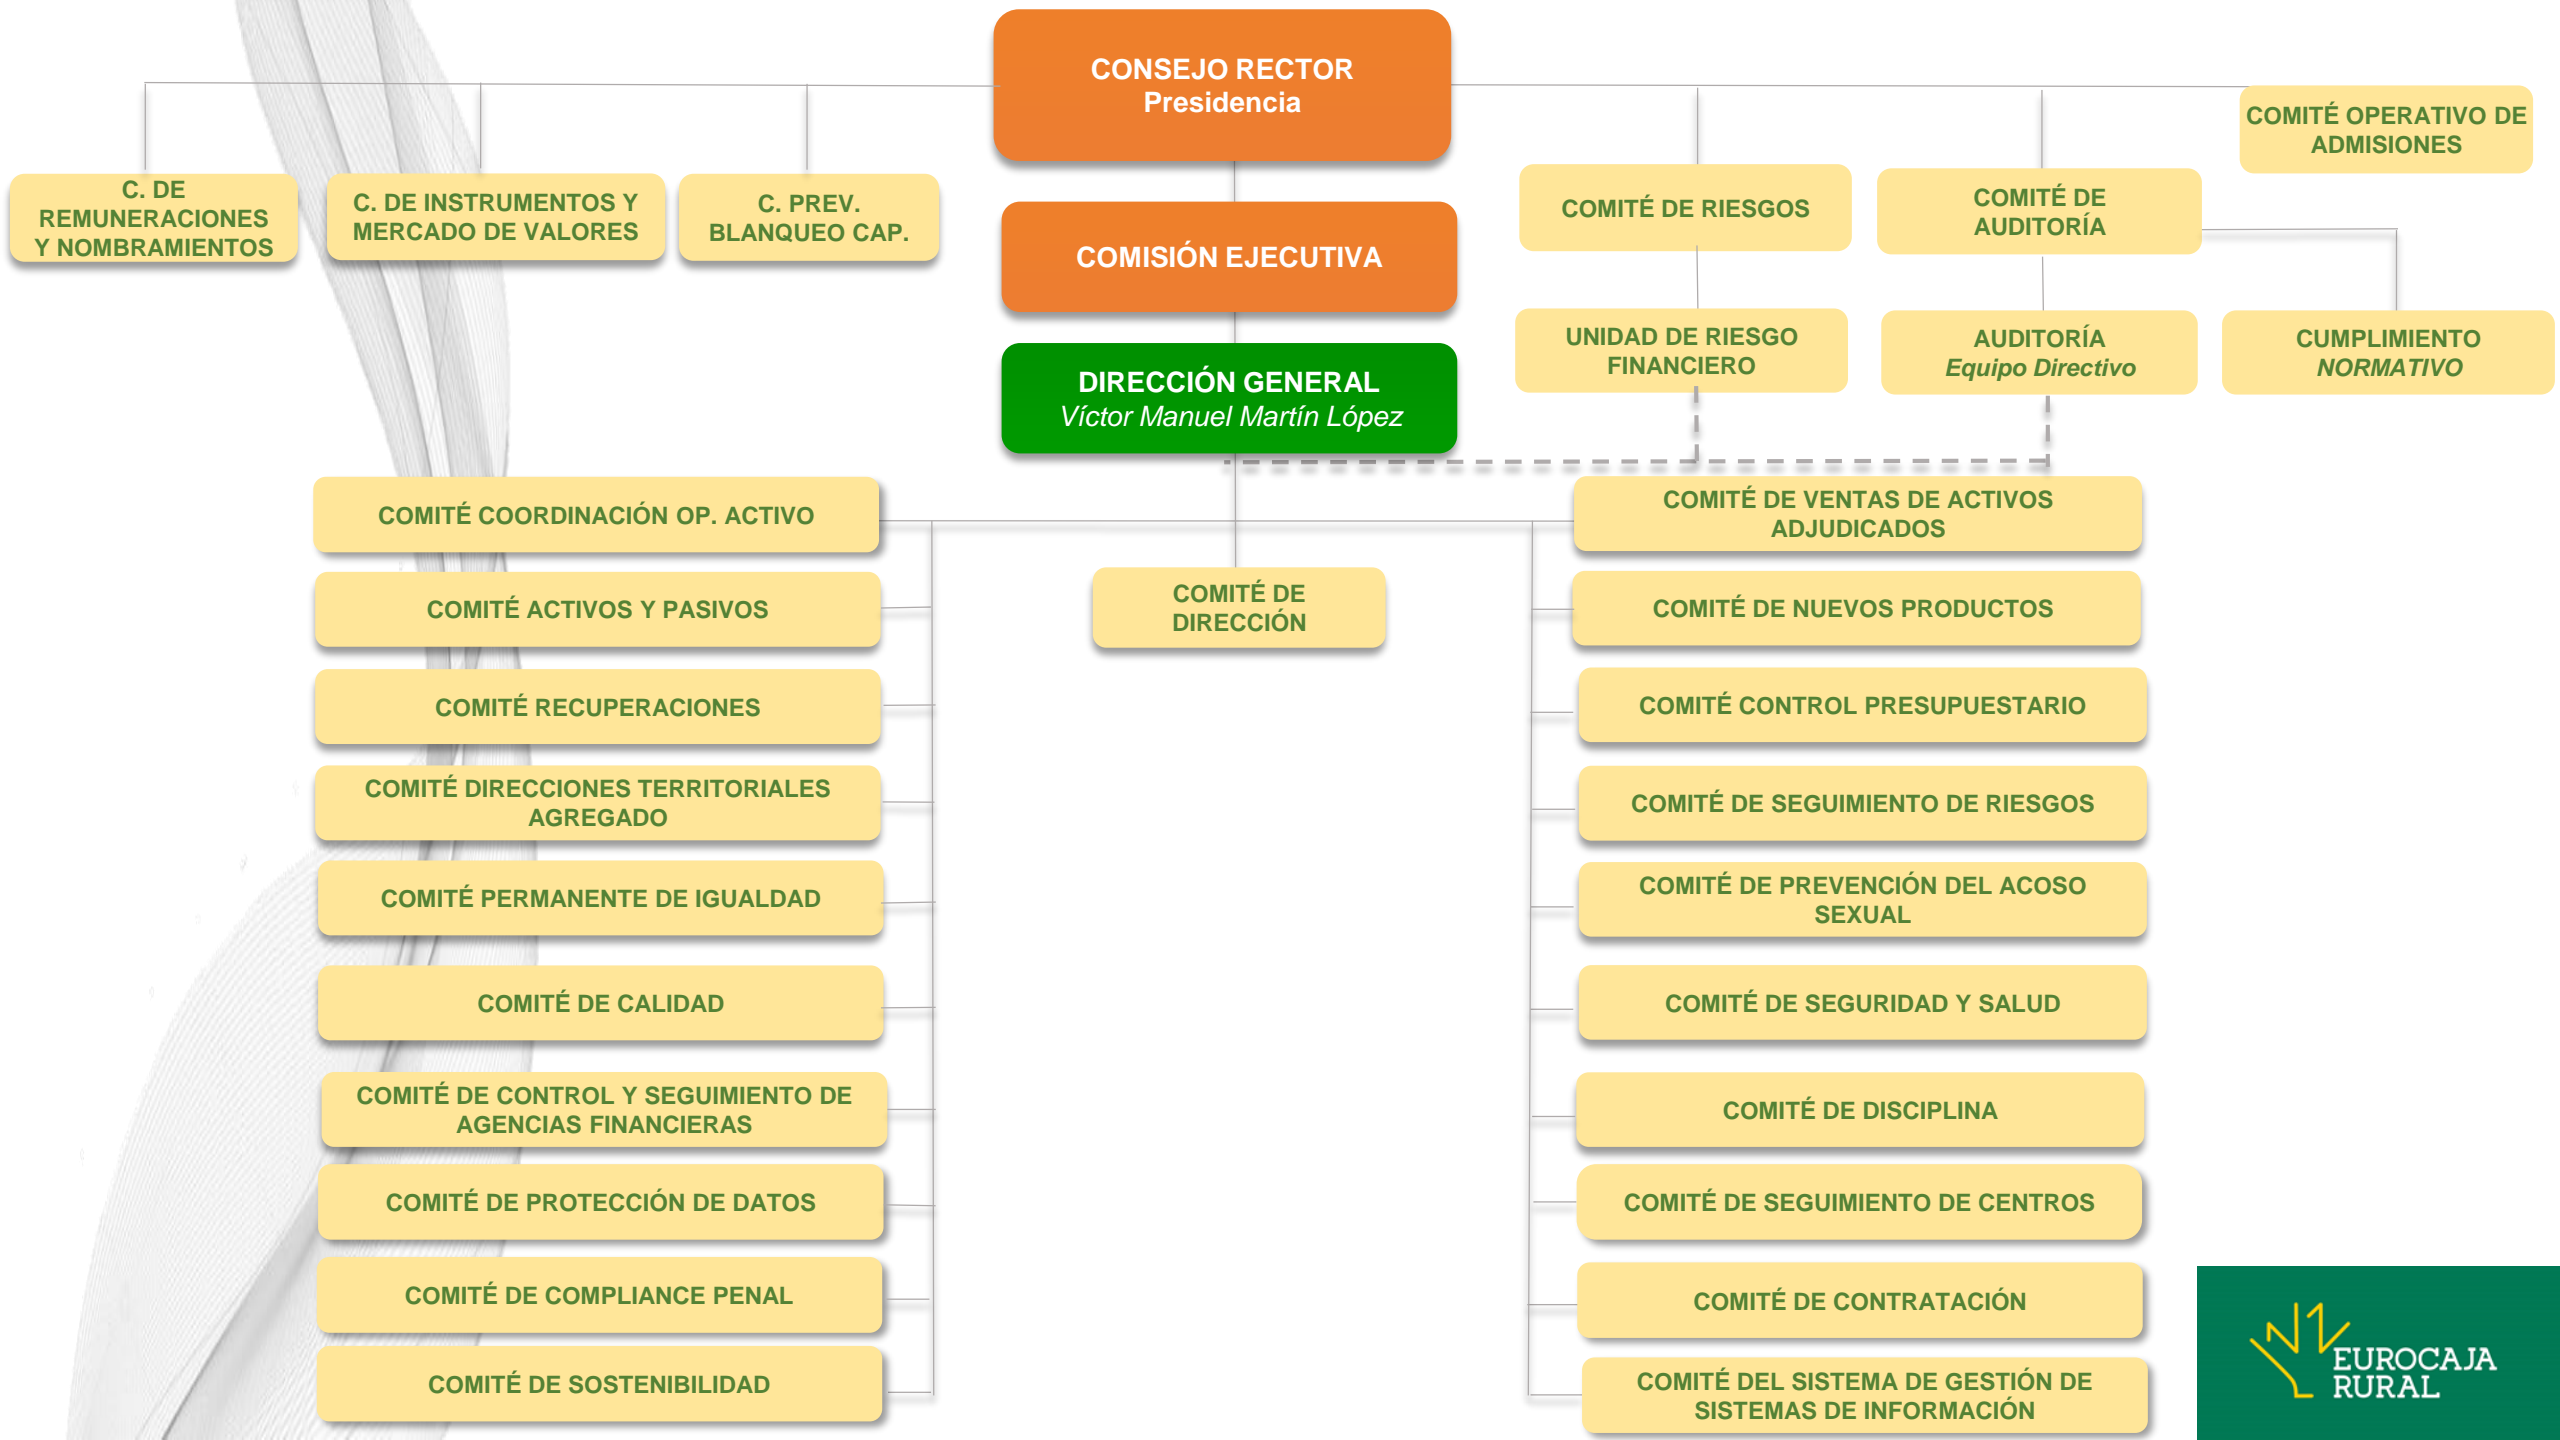 CONSEJO RECTOR
Presidencia
COMITÉ OPERATIVO DE
ADMISIONES
C. DE
REMUNERACIONES
Y NOMBRAMIENTOS
C. DE INSTRUMENTOS Y
MERCADO DE VALORES
C. PREV.
BLANQUEO CAP.
COMISIÓN EJECUTIVA
COMITÉ DE RIESGOS
COMITÉ DE
AUDITORÍA
UNIDAD DE RIESGO
FINANCIERO
AUDITORÍA
Equipo Directivo
CUMPLIMIENTO
NORMATIVO
DIRECCIÓN GENERAL
Víctor Manuel Martín López
COMITÉ COORDINACIÓN OP. ACTIVO
COMITÉ ACTIVOS Y PASIVOS
COMITÉ RECUPERACIONES
COMITÉ DIRECCIONES TERRITORIALES
AGREGADO
COMITÉ PERMANENTE DE IGUALDAD
COMITÉ DE CALIDAD
COMITÉ DE CONTROL Y SEGUIMIENTO DE
AGENCIAS FINANCIERAS
COMITÉ DE PROTECCIÓN DE DATOS
COMITÉ DE COMPLIANCE PENAL
COMITÉ DE SOSTENIBILIDAD
COMITÉ DE
DIRECCIÓN
COMITÉ DE VENTAS DE ACTIVOS
ADJUDICADOS
COMITÉ DE NUEVOS PRODUCTOS
COMITÉ CONTROL PRESUPUESTARIO
COMITÉ DE SEGUIMIENTO DE RIESGOS
COMITÉ DE PREVENCIÓN DEL ACOSO
SEXUAL
COMITÉ DE SEGURIDAD Y SALUD
COMITÉ DE DISCIPLINA
COMITÉ DE SEGUIMIENTO DE CENTROS
COMITÉ DE CONTRATACIÓN
COMITÉ DEL SISTEMA DE GESTIÓN DE
SISTEMAS DE INFORMACIÓN
EUROCAJA
RURAL